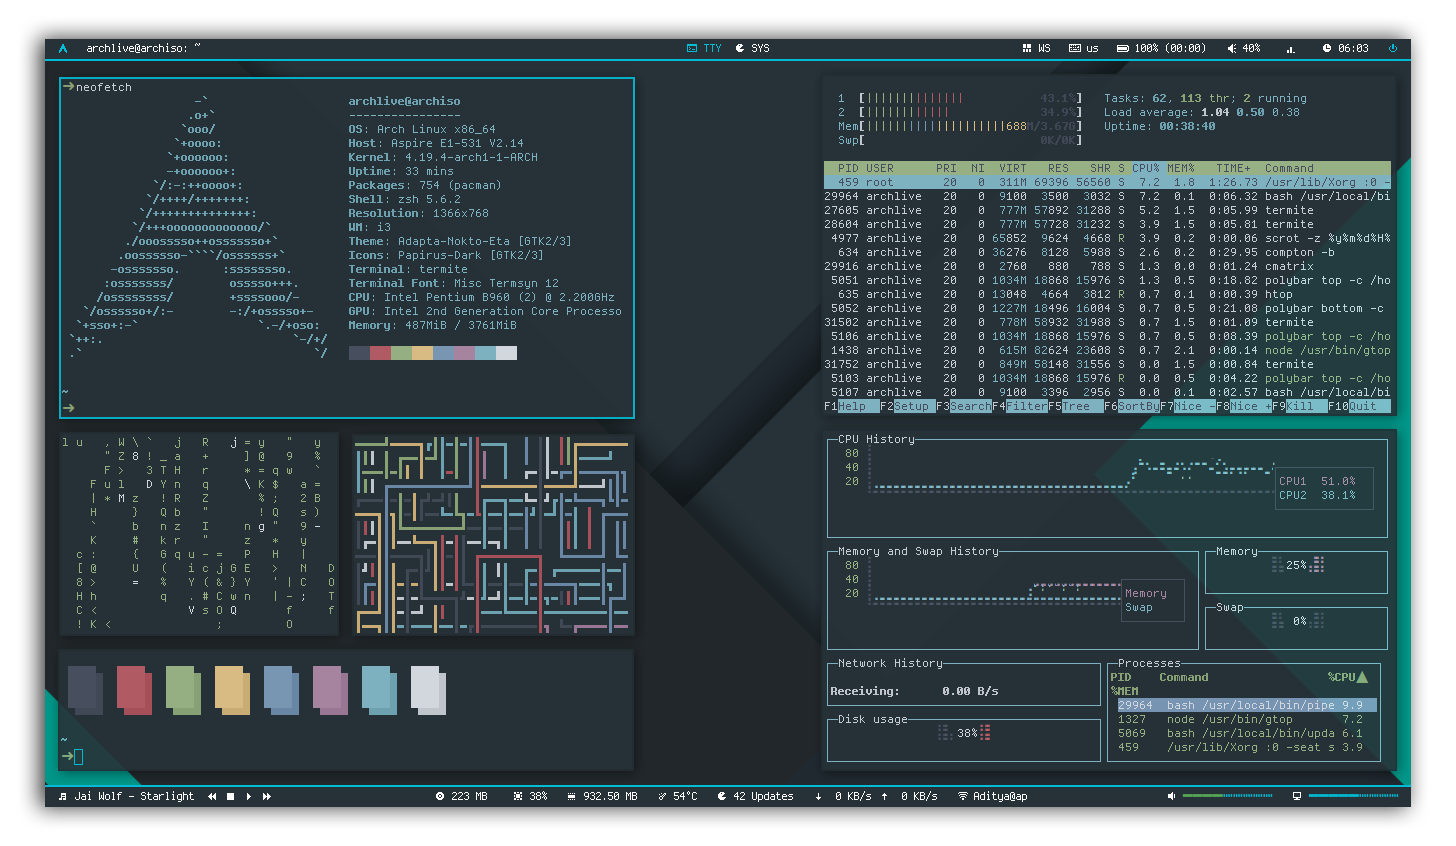 archlive@archiso: ~
TTY
SYS
WS
us
100% (00:00)
40%
06:03
➔neofetch
archlive@archiso
----------------
OS: Arch Linux x86_64
Host: Aspire E1-531 V2.14
Kernel: 4.19.4-arch1-1-ARCH
Uptime: 33 mins
Packages: 754 (pacman)
Shell: zsh 5.6.2
Resolution: 1366x768
WM: i3
Theme: Adapta-Nokto-Eta [GTK2/3]
Icons: Papirus-Dark [GTK2/3]
Terminal: termite
Terminal Font: Misc Termsyn 12
CPU: Intel Pentium B960 (2) @ 2.200GHz
GPU: Intel 2nd Generation Core Processo
Memory: 487MiB / 3761MiB
~
➔
1 [||||||||||||||| 43.1%]
2 [||||||||||||| 34.9%]
Mem[|||||||||||||||||||||688M/3.67G]
Swp[ 0K/0K]
Tasks: 62, 113 thr; 2 running
Load average: 1.04 0.50 0.38
Uptime: 00:38:40
PID USER PRI NI VIRT RES SHR S CPU% MEM% TIME+ Command
459 root 20 0 311M 69396 56560 S 7.2 1.8 1:26.73 /usr/lib/Xorg :0 -
29964 archlive 20 0 9100 3500 3032 S 7.2 0.1 0:06.32 bash /usr/local/bi
27605 archlive 20 0 777M 57892 31288 S 5.2 1.5 0:05.99 termite
28604 archlive 20 0 777M 57728 31232 S 3.9 1.5 0:05.81 termite
4977 archlive 20 0 65852 9624 4668 R 3.9 0.2 0:00.06 scrot -z %y%m%d%H%
634 archlive 20 0 36276 8128 5988 S 2.6 0.2 0:29.95 compton -b
29916 archlive 20 0 2760 880 788 S 1.3 0.0 0:01.24 cmatrix
5051 archlive 20 0 1034M 18868 15976 S 1.3 0.5 0:18.82 polybar top -c /ho
635 archlive 20 0 13048 4664 3812 R 0.7 0.1 0:00.39 htop
5052 archlive 20 0 1227M 18496 16004 S 0.7 0.5 0:21.08 polybar bottom -c
31502 archlive 20 0 778M 58932 31988 S 0.7 1.5 0:01.09 termite
5106 archlive 20 0 1034M 18868 15976 S 0.7 0.5 0:08.39 polybar top -c /ho
1438 archlive 20 0 615M 82624 23608 S 0.7 2.1 0:00.14 node /usr/bin/gtop
31752 archlive 20 0 849M 58148 31556 S 0.0 1.5 0:00.84 termite
5103 archlive 20 0 1034M 18868 15976 R 0.0 0.5 0:04.22 polybar top -c /ho
5107 archlive 20 0 9100 3396 2956 S 0.0 0.1 0:02.57 bash /usr/local/bi
F1Help F2Setup F3SearchF4FilterF5Tree F6SortByF7Nice -F8Nice +F9Kill F10Quit
l u , W \ ` j R j = y " y
" Z 8 ! _ a + ] @ 9 %
F > 3 T H r * = q w `
F u l D Y n q \ K $ a =
| * M z ! R Z % ; 2 B
H } Q b " ! Q s )
` b n z I n g " 9 -
K # k r " z * y
c : { G q u - = P H |
[ @ U ( i c j G E > N D
8 > = % Y ( & } Y ' | C O
H h q . # C w n | - ; T
C < V s O Q f f
! K < ; O
~
➔
CPU History
80
40
20
CPU1 51.0%
CPU2 38.1%
Memory and Swap History
80
40
20
Memory
Swap
Memory
25%
Swap
0%
Network History
Receiving: 0.00 B/s
Disk usage
38%
Processes
PID Command %CPU▲
%MEM
29964 bash /usr/local/bin/pipe 9.9
1327 node /usr/bin/gtop 7.2
5069 bash /usr/local/bin/upda 6.1
459 /usr/lib/Xorg :0 -seat s 3.9
Jai Wolf - Starlight
223 MB
38%
932.50 MB
54°C
42 Updates
↓ 0 KB/s ↑ 0 KB/s
Aditya@ap